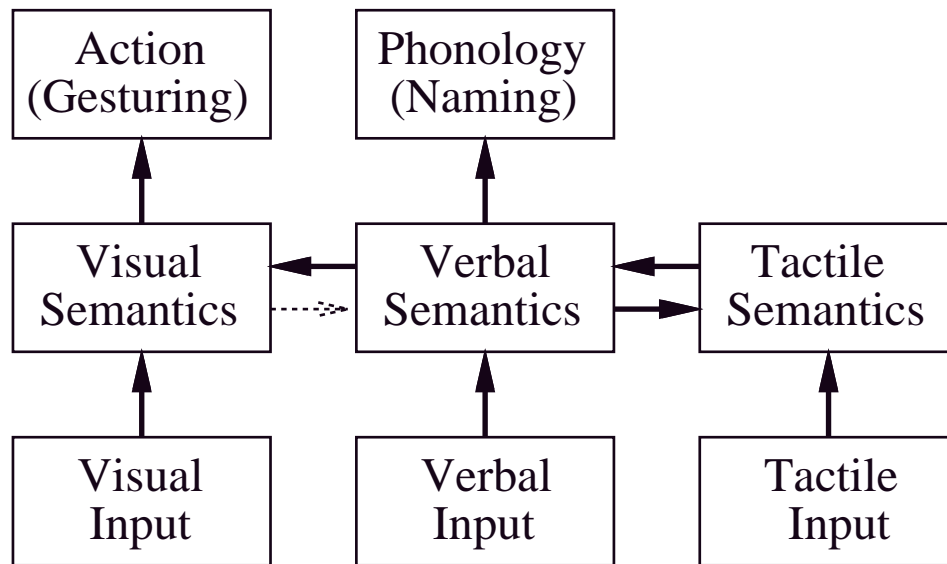 Action
(Gesturing)
Phonology
(Naming)
Visual
Semantics
Verbal
Semantics
Tactile
Semantics
Visual
Input
Verbal
Input
Tactile
Input